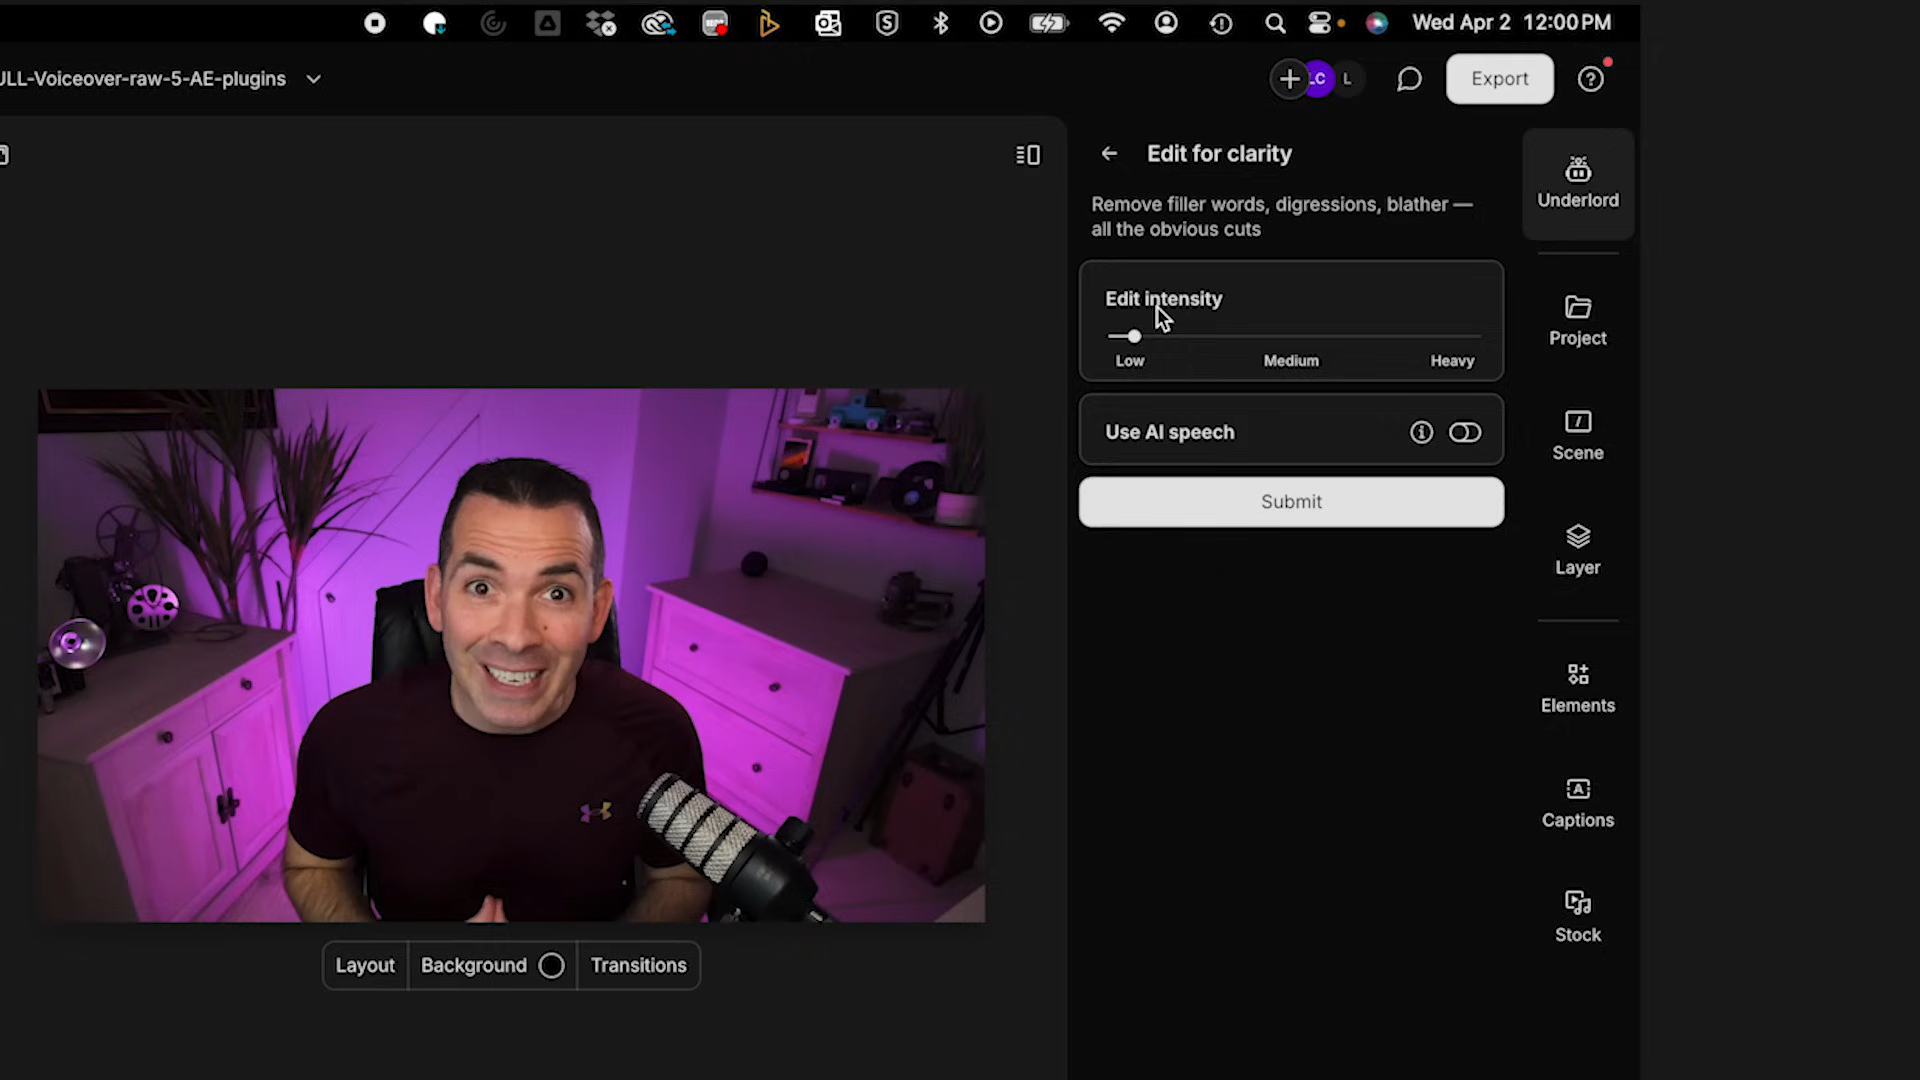 Wed Apr 2 12:00 PM
ULL-Voiceover-raw-5-AE-plugins
LC
L
Export
Edit for clarity
Remove filler words, digressions, blather —
all the obvious cuts
Edit intensity
Low
Medium
Heavy
Use AI speech
Submit
Underlord
Project
Scene
Layer
Elements
Captions
Stock
Layout
Background
Transitions